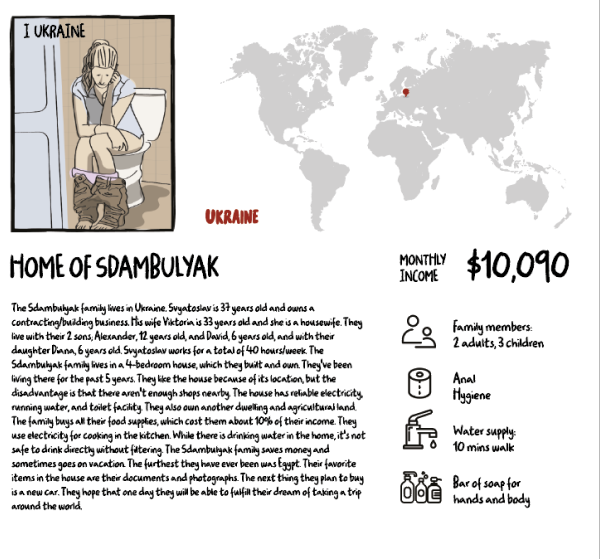 I UKRAINE
UKRAINE
HOME OF SDAMBULYAK
MONTHLY
INCOME
$10,090
The Sdambulyak family lives in Ukraine. Svyatoslav is 37 years old and owns a
contracting/building business. His wife Viktoria is 33 years old and she is a housewife. They
live with their 2 sons, Alexander, 12 years old, and David, 6 years old, and with their
daughter Diana, 6 years old. Svyatoslav works for a total of 40 hours/week. The
Sdambulyak family lives in a 4-bedroom house, which they built and own. They've been
living there for the past 5 years. They like the house because of its location, but the
disadvantage is that there aren't enough shops nearby. The house has reliable electricity,
running water, and toilet facility. They also own another dwelling and agricultural land.
The family buys all their food supplies, which cost them about 10% of their income. They
use electricity for cooking in the kitchen. While there is drinking water in the home, it's not
safe to drink directly without filtering. The Sdambulyak family saves money and
sometimes goes on vacation. The furthest they have ever been was Egypt. Their favorite
items in the house are their documents and photographs. The next thing they plan to buy
is a new car. They hope that one day they will be able to fulfill their dream of taking a trip
around the world.
Family members:
2 adults, 3 children
Anal
Hygiene
Water supply:
10 mins walk
Bar of soap for
hands and body